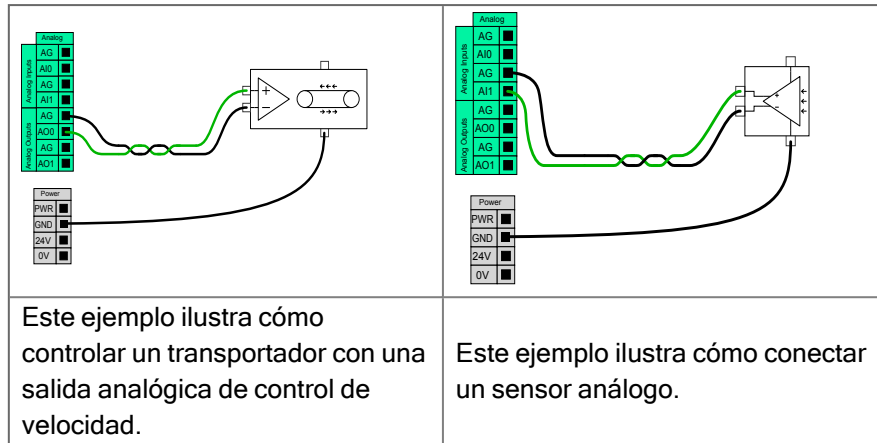 Analog
AG
AI0
AG
AI1
AG
AO0
AG
AO1
Analog Inputs
Analog Outputs
+
−
Power
PWR
GND
24V
0V
Analog
AG
AI0
AG
AI1
AG
AO0
AG
AO1
Analog Inputs
Analog Outputs
+
-
Power
PWR
GND
24V
0V
Este ejemplo ilustra cómo
controlar un transportador con una
salida analógica de control de
velocidad.
Este ejemplo ilustra cómo conectar
un sensor análogo.